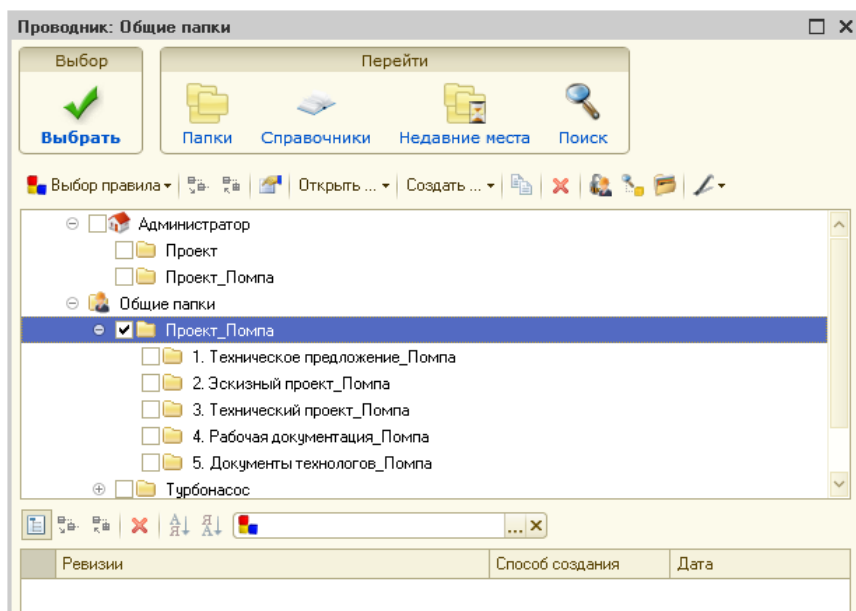 Проводник: Общие папки
Выбор
Перейти
Выбрать
Папки
Справочники
Недавние места
Поиск
Выбор правила
Открыть ...
Создать ...
Администратор
Проект
Проект_Помпа
Общие папки
Проект_Помпа
1. Техническое предложение_Помпа
2. Эскизный проект_Помпа
3. Технический проект_Помпа
4. Рабочая документация_Помпа
5. Документы технологов_Помпа
Турбонасос
...
Ревизии
Способ создания
Дата